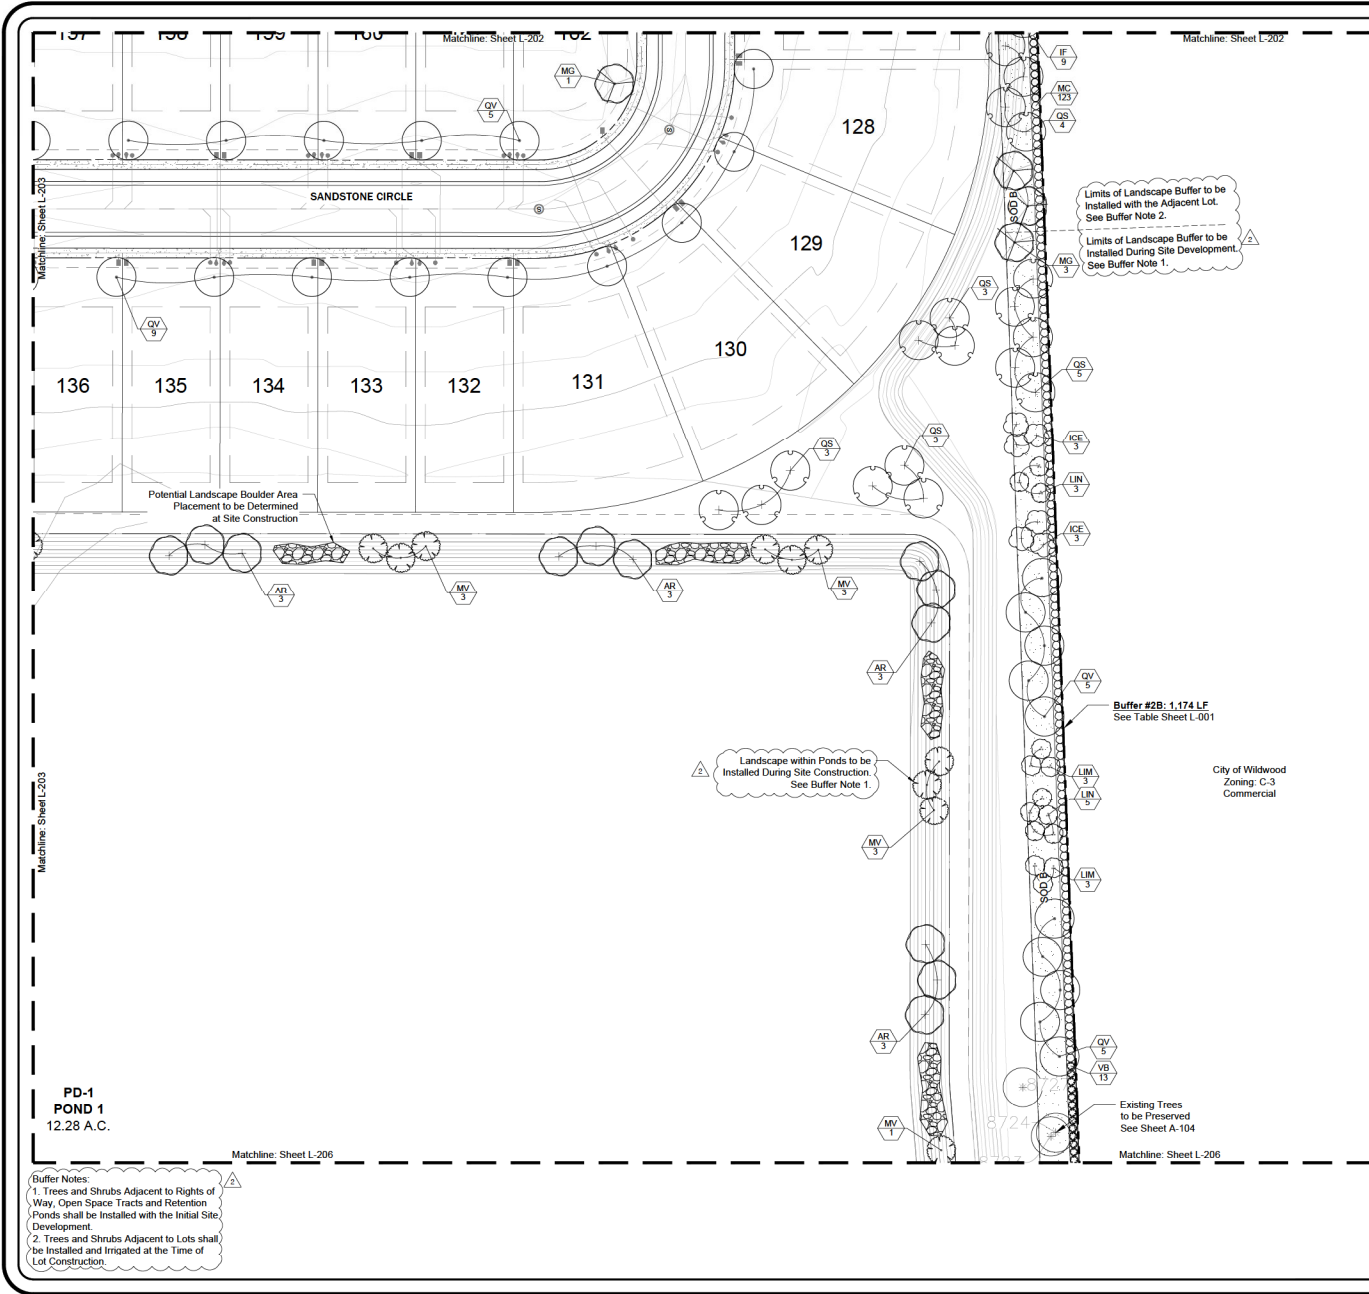 137
158
159
160
162
Matchline: Sheet L-202
Matchline: Sheet L-202
IF
9
MG
1
MC
123
QV
5
QS
4
128
SANDSTONE CIRCLE
Matchline: Sheet L-203
SOD B
Limits of Landscape Buffer to be
Installed with the Adjacent Lot.
See Buffer Note 2.
Limits of Landscape Buffer to be
Installed During Site Development.
See Buffer Note 1.
2
129
MG
3
QS
3
QV
9
130
QS
5
136
135
134
133
132
131
QS
3
QS
3
ICE
3
LIN
3
Potential Landscape Boulder Area
Placement to be Determined
at Site Construction
ICE
3
AR
3
MV
3
AR
3
MV
3
AR
3
QV
5
Buffer #2B: 1,174 LF
See Table Sheet L-001
2
Landscape within Ponds to be
Installed During Site Construction.
See Buffer Note 1.
City of Wildwood
Zoning: C-3
Commercial
LIM
3
LIN
5
Matchline: Sheet L-203
MV
3
LIM
3
SOD B
AR
3
QV
5
VB
13
PD-1
POND 1
12.28 A.C.
Existing Trees
to be Preserved
See Sheet A-104
8724
MV
1
Matchline: Sheet L-206
Matchline: Sheet L-206
Buffer Notes:
2
1. Trees and Shrubs Adjacent to Rights of
Way, Open Space Tracts and Retention
Ponds shall be Installed with the Initial Site
Development.
2. Trees and Shrubs Adjacent to Lots shall
be Installed and Irrigated at the Time of
Lot Construction.